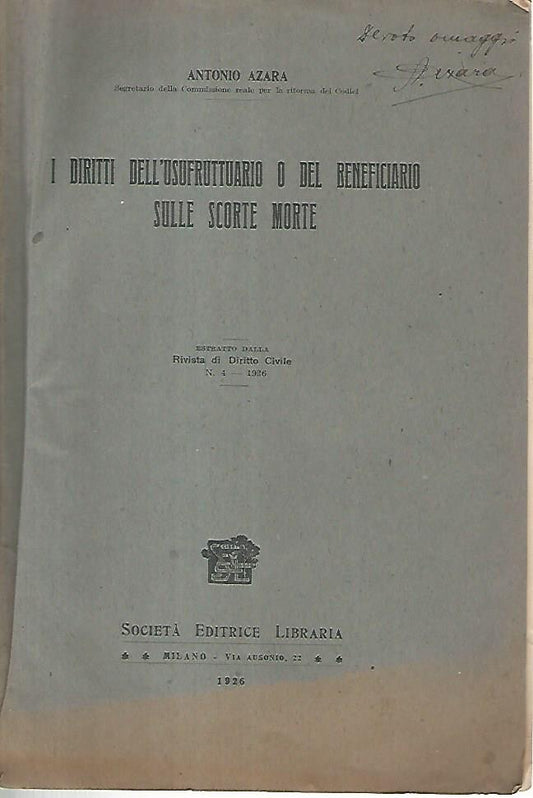 Devoto omaggio
A. Azara
ANTONIO AZARA
Segretario della Commissione reale per la riforma dei Codici
I DIRITTI DELL'USUFRUTTUARIO O DEL BENEFICIARIO
SULLE SCORTE MORTE
ESTRATTO DALLA
Rivista di Diritto Civile
N. 4 — 1926
SOCIETÀ EDITRICE LIBRARIA
MILANO - VIA AUSONIO, 22
1926